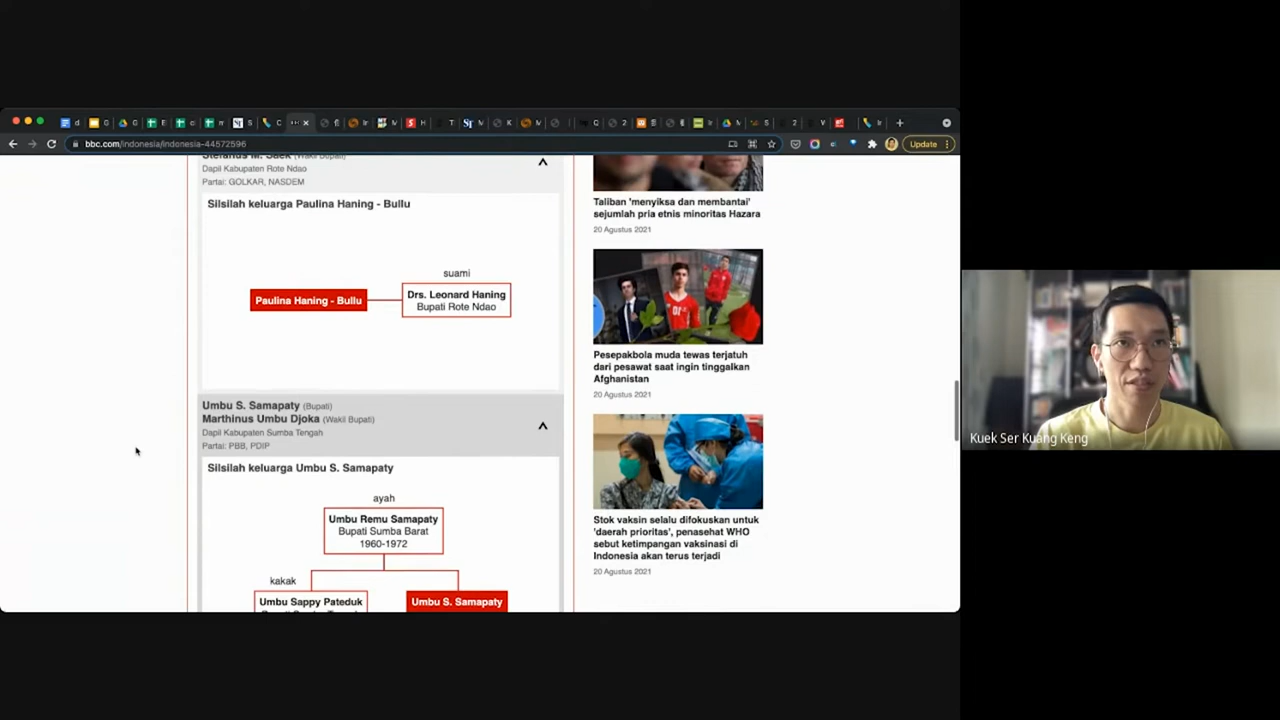 bbc.com/indonesia/indonesia-44572596
Update
Stefanus M. Saek (Wakil Bupati)
Dapil Kabupaten Rote Ndao
Partai: GOLKAR, NASDEM
Silsilah keluarga Paulina Haning - Bullu
suami
Paulina Haning - Bullu
Drs. Leonard Haning
Bupati Rote Ndao
Umbu S. Samapaty (Bupati)
Marthinus Umbu Djoka (Wakil Bupati)
Dapil Kabupaten Sumba Tengah
Partai: PBB, PDIP
Silsilah keluarga Umbu S. Samapaty
ayah
Umbu Remu Samapaty
Bupati Sumba Barat
1960-1972
kakak
Umbu Sappy Pateduk
Umbu S. Samapaty
Taliban 'menyiksa dan membantai'
sejumlah pria etnis minoritas Hazara
20 Agustus 2021
Pesepakbola muda tewas terjatuh
dari pesawat saat ingin tinggalkan
Afghanistan
20 Agustus 2021
Stok vaksin selalu difokuskan untuk
'daerah prioritas', penasehat WHO
sebut ketimpangan vaksinasi di
Indonesia akan terus terjadi
20 Agustus 2021
Kuek Ser Kuang Keng